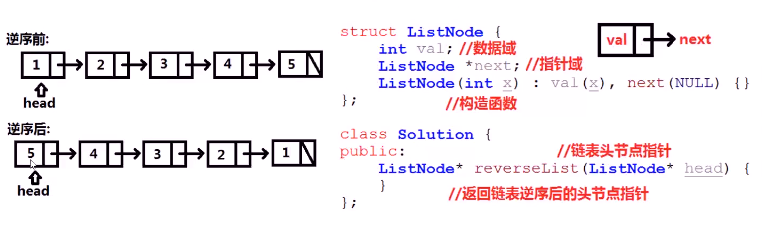 逆序前:
1 2 3 4 5
head
逆序后:
5 4 3 2 1
head
struct ListNode {
    int val; //数据域
    ListNode *next; //指针域
    ListNode(int x) : val(x), next(NULL) {}
};
//构造函数
val next
class Solution {
public:
//链表头节点指针
    ListNode* reverseList(ListNode* head) {
    }
//返回链表逆序后的头节点指针
};